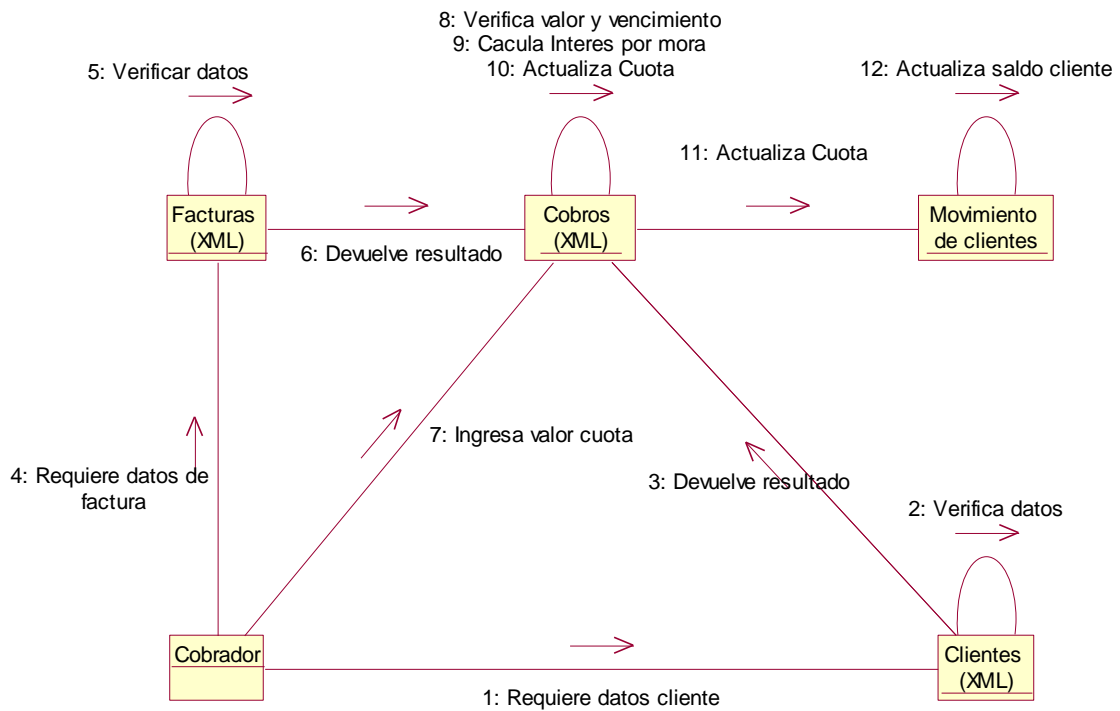 8: Verifica valor y vencimiento
9: Cacula Interes por mora
10: Actualiza Cuota
5: Verificar datos
12: Actualiza saldo cliente
11: Actualiza Cuota
Facturas
(XML)
Cobros
(XML)
Movimiento
de clientes
6: Devuelve resultado
7: Ingresa valor cuota
4: Requiere datos de
factura
3: Devuelve resultado
2: Verifica datos
Cobrador
Clientes
(XML)
1: Requiere datos cliente